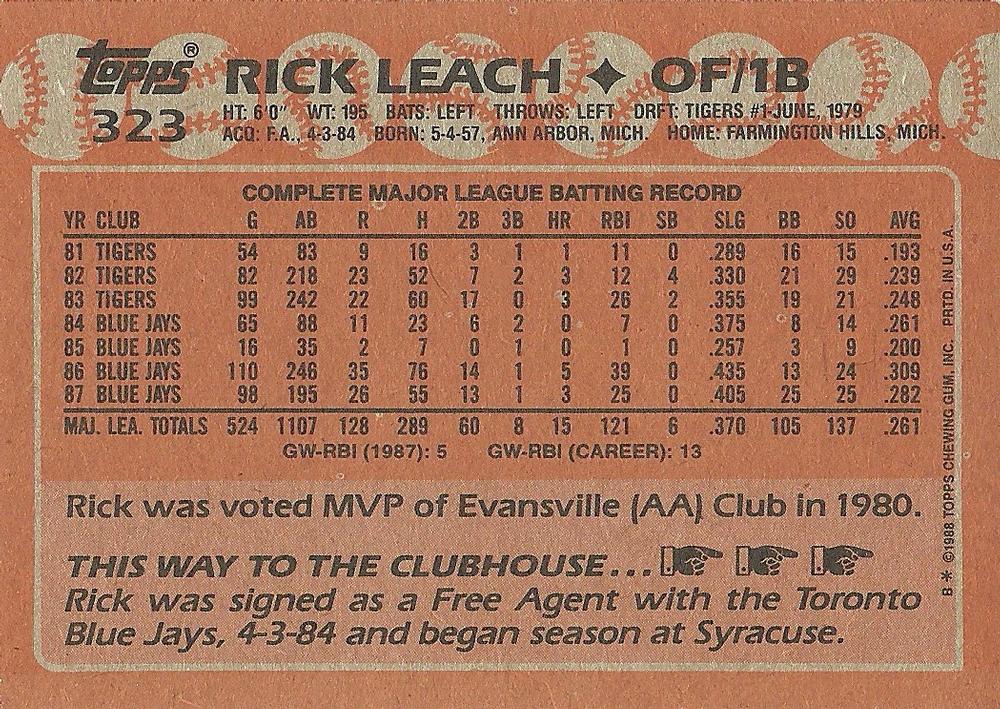 topps® RICK LEACH ✦ OF/1B
323 HT: 6'0" WT: 195 BATS: LEFT THROWS: LEFT DRFT: TIGERS #1-JUNE, 1979
ACQ: F.A., 4-3-84 BORN: 5-4-57, ANN ARBOR, MICH. HOME: FARMINGTON HILLS, MICH.
COMPLETE MAJOR LEAGUE BATTING RECORD
YR CLUB G AB R H 2B 3B HR RBI SB SLG BB SO AVG
81 TIGERS 54 83 9 16 3 1 1 11 0 .289 16 15 .193
82 TIGERS 82 218 23 52 7 2 3 12 4 .330 21 29 .239
83 TIGERS 99 242 22 60 17 0 3 26 2 .355 19 21 .248
84 BLUE JAYS 65 88 11 23 6 2 0 7 0 .375 8 14 .261
85 BLUE JAYS 16 35 2 7 0 1 0 1 0 .257 3 9 .200
86 BLUE JAYS 110 246 35 76 14 1 5 39 0 .435 13 24 .309
87 BLUE JAYS 98 195 26 55 13 1 3 25 0 .405 25 25 .282
MAJ. LEA. TOTALS 524 1107 128 289 60 8 15 121 6 .370 105 137 .261
GW-RBI (1987): 5 GW-RBI (CAREER): 13
Rick was voted MVP of Evansville (AA) Club in 1980.
THIS WAY TO THE CLUBHOUSE...
Rick was signed as a Free Agent with the Toronto
Blue Jays, 4-3-84 and began season at Syracuse.
B* ©1988 TOPPS CHEWING GUM, INC. PRTD. IN U.S.A.